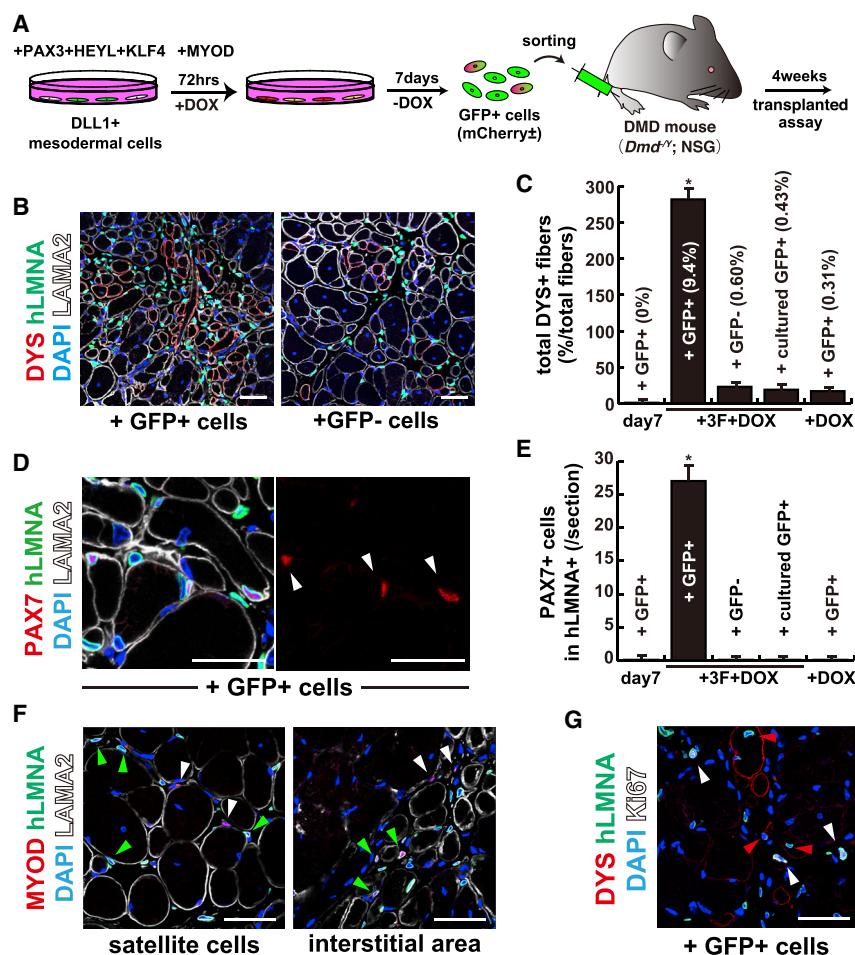 A
+PAX3+HEYL+KLF4
+MYOD
72hrs
+DOX
DLL1+
mesodermal cells
7days
-DOX
GFP+ cells
(mCherry±)
sorting
DMD mouse
(Dmd-/Y; NSG)
4weeks
transplanted
assay
B
DYS hLMNA
DAPI LAMA2
+ GFP+ cells
+GFP- cells
C
total DYS+ fibers
(%/total fibers)
300
250
200
150
100
50
0
+ GFP+ (0%)
+ GFP+ (9.4%)
*
+ GFP- (0.60%)
+ cultured GFP+ (0.43%)
+ GFP+ (0.31%)
day7
+3F+DOX
+DOX
D
PAX7 hLMNA
DAPI LAMA2
+ GFP+ cells
E
PAX7+ cells
in hLMNA+ (/section)
30
25
20
15
10
5
0
+ GFP+
+ GFP+
*
+ GFP-
+ cultured GFP+
+ GFP+
day7
+3F+DOX
+DOX
F
MYOD hLMNA
DAPI LAMA2
satellite cells
interstitial area
G
DYS hLMNA
DAPI Ki67
+ GFP+ cells